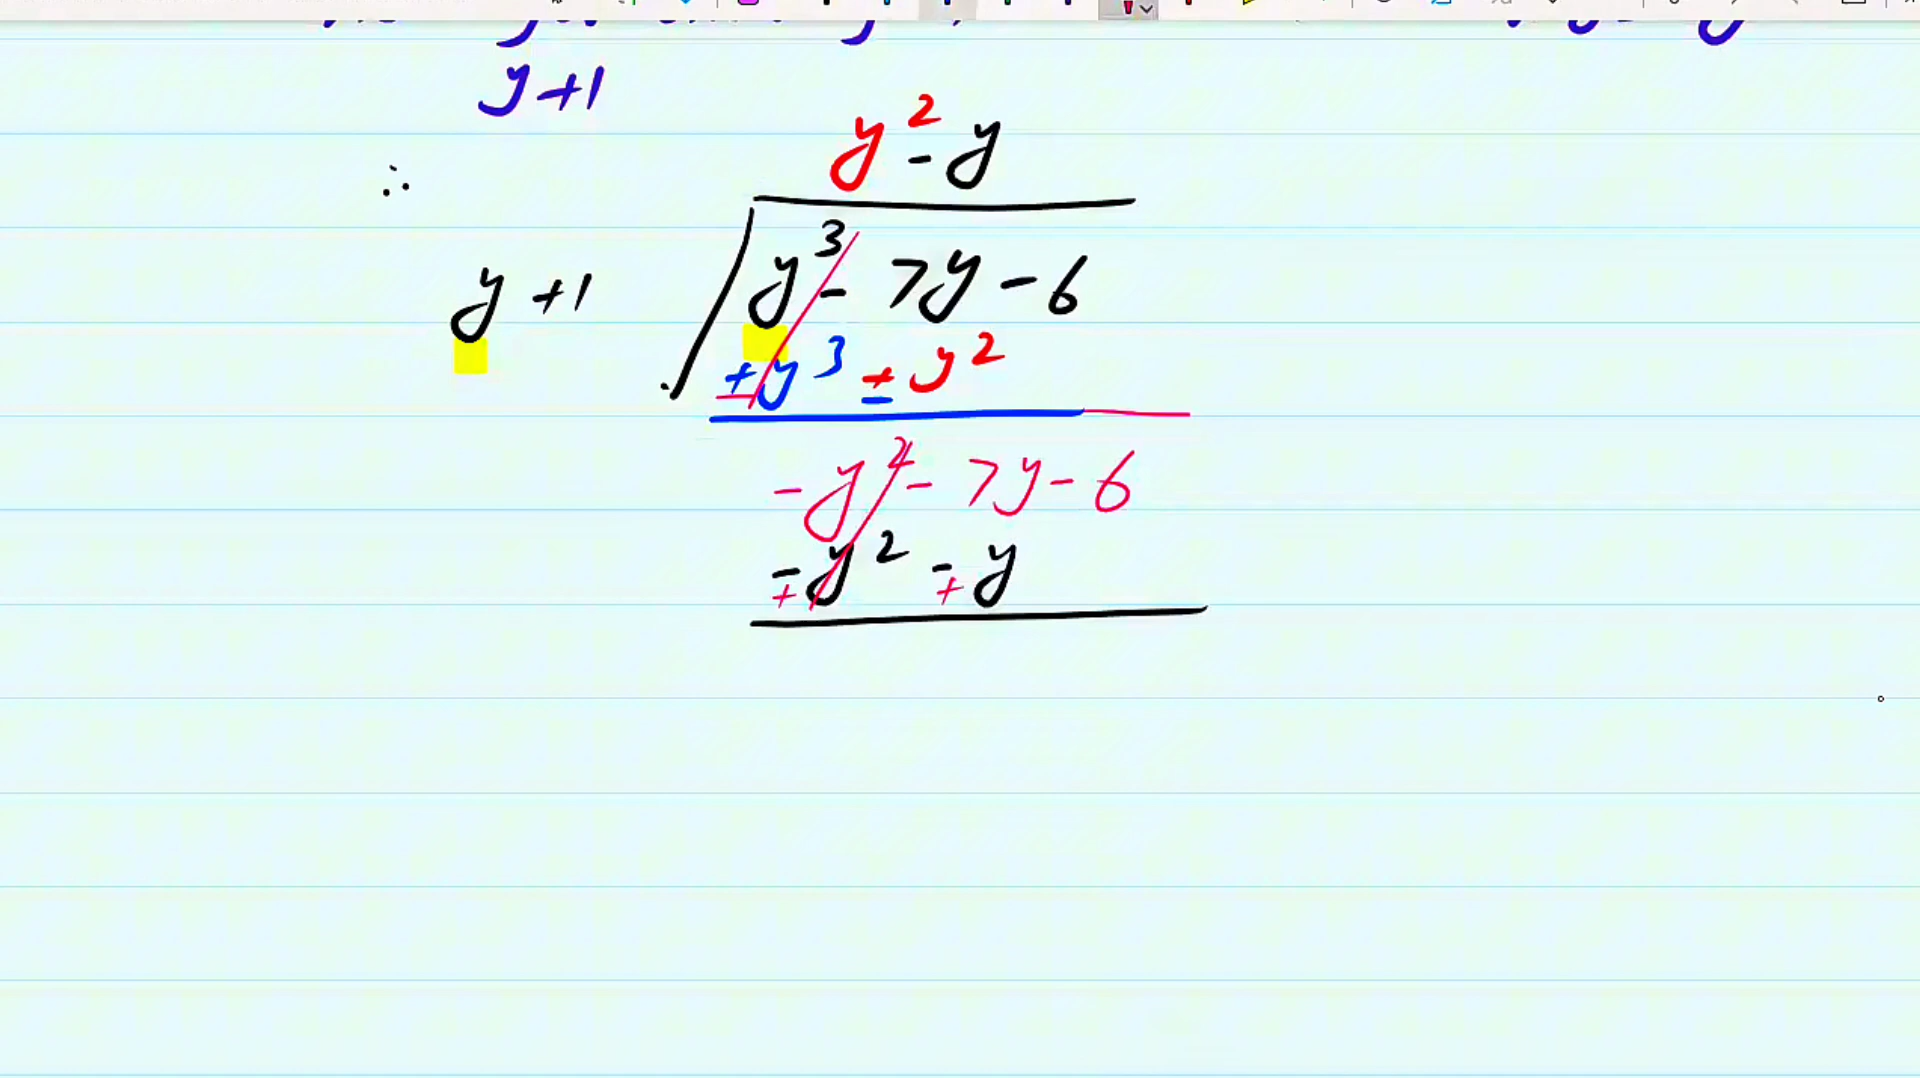 y + 1
y² - y
∴
y + 1 y³ - 7y - 6
± y³ ± y²
- y² - 7y - 6
∓ y² ∓ y